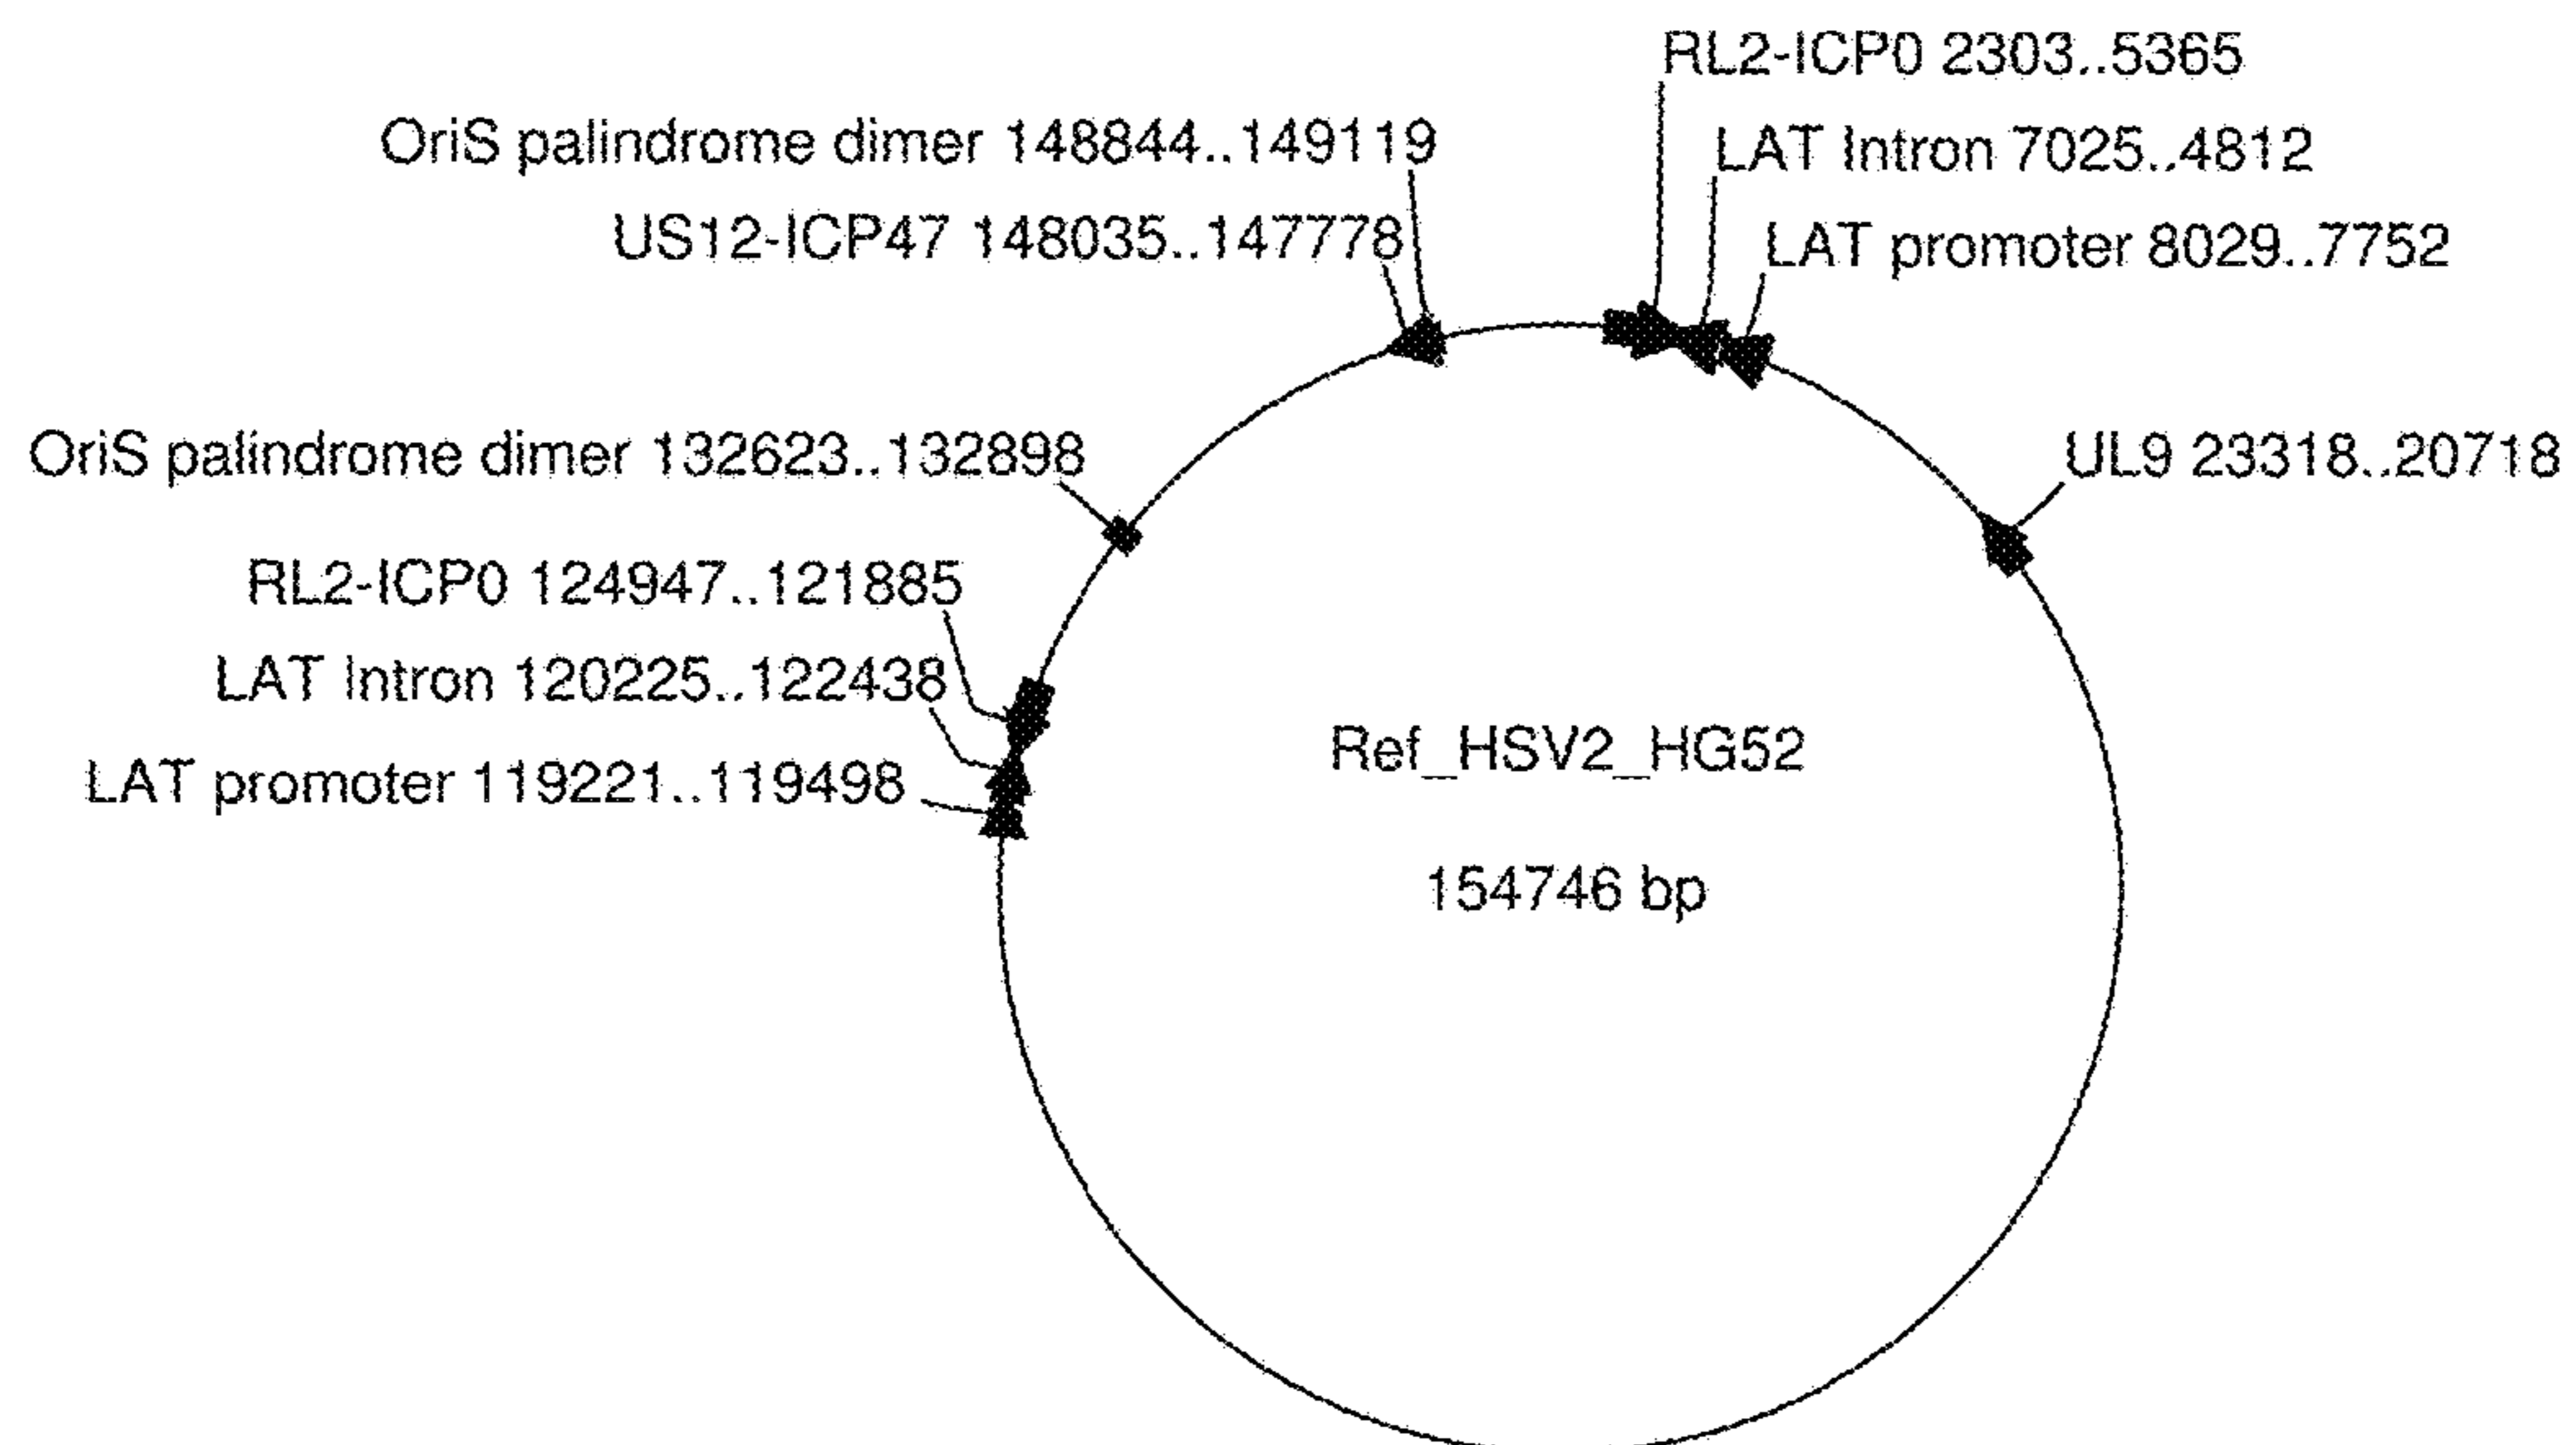 RL2-ICP0 2303..5365
OriS palindrome dimer 148844..149119
LAT Intron 7025..4812
US12-ICP47 148035..147778
LAT promoter 8029..7752
OriS palindrome dimer 132623..132898
UL9 23318..20718
RL2-ICP0 124947..121885
LAT Intron 120225..122438
LAT promoter 119221..119498
Ref_HSV2_HG52
154746 bp